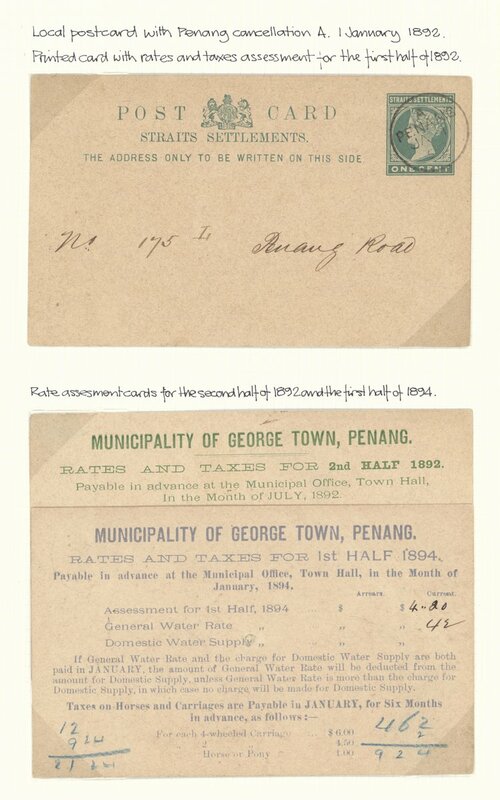 Local postcard with Penang cancellation A. 1 January 1892.
Printed card with rates and taxes assessment for the first half of 1892.
POST CARD
STRAITS SETTLEMENTS.
THE ADDRESS ONLY TO BE WRITTEN ON THIS SIDE
STRAITS SETTLEMENTS
PENANG
ONE CENT
No 175 I Penang Road
Rate assesment cards for the second half of 1892 and the first half of 1894.
MUNICIPALITY OF GEORGE TOWN, PENANG.
RATES AND TAXES FOR 2nd HALF 1892.
Payable in advance at the Municipal Office, Town Hall,
In the Month of JULY, 1892.
MUNICIPALITY OF GEORGE TOWN, PENANG.
RATES AND TAXES FOR 1st HALF 1894.
Payable in advance at the Municipal Office, Town Hall, in the Month of
January, 1894.
Arrears. Current.
Assessment for 1st Half, 1894 ... $ $ 4.20
General Water Rate „ „ „ 42
Domestic Water Supply „ „ „
If General Water Rate and the charge for Domestic Water Supply are both
paid in JANUARY, the amount of General Water Rate will be deducted from the
amount for Domestic Supply, unless General Rate is more than the charge for
Domestic Supply, in which case no charge will be made for Domestic Supply.
Taxes on Horses and Carriages are Payable in JANUARY, for Six Months
in advance, as follows:—
For each 4-wheeled Carriage ... $ 6.00
2 4.50
Horse or Pony 1.00
12
9 24
21 24
462
2
924